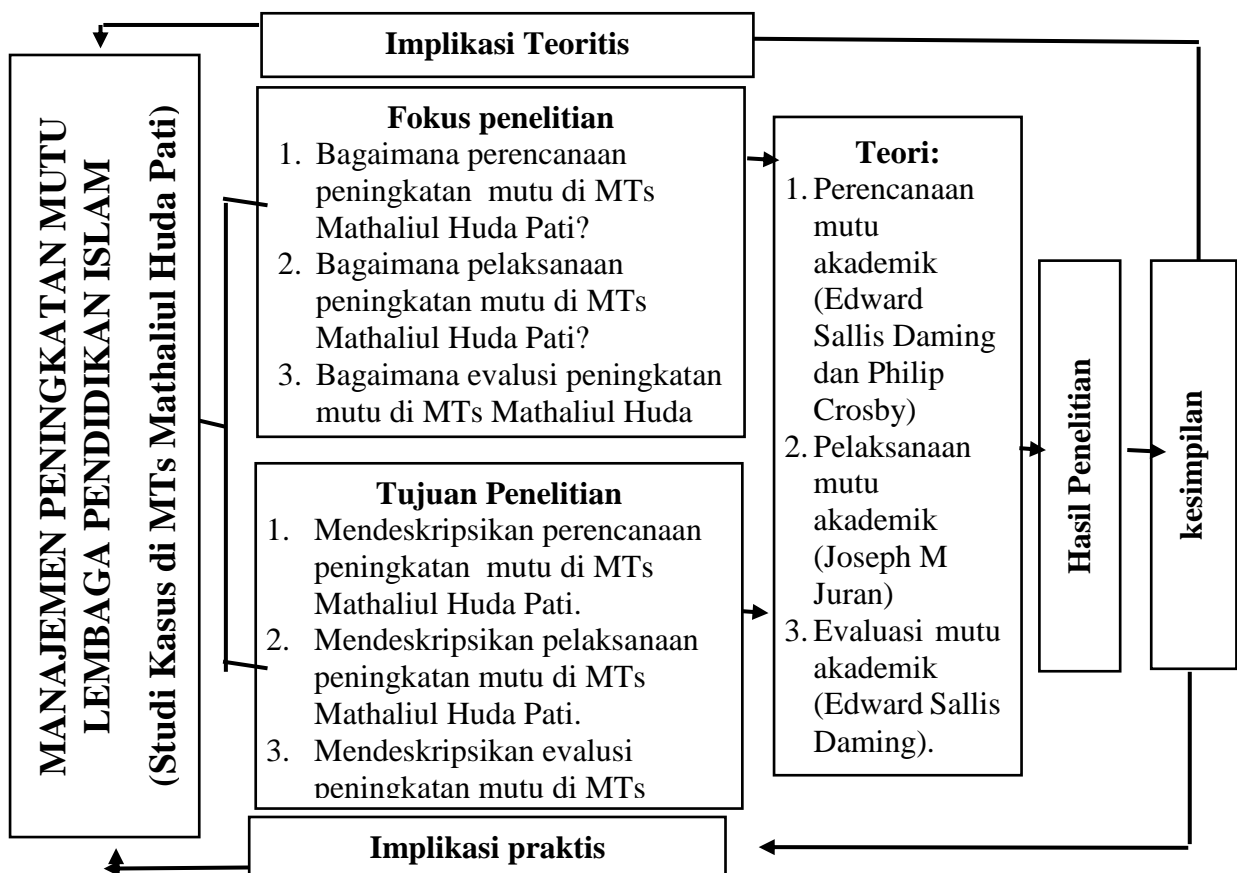 Implikasi Teoritis
MANAJEMEN PENINGKATAN MUTU
LEMBAGA PENDIDIKAN ISLAM
(Studi Kasus di MTs Mathaliul Huda Pati)
Fokus penelitian
1. Bagaimana perencanaan
peningkatan mutu di MTs
Mathaliul Huda Pati?
2. Bagaimana pelaksanaan
peningkatan mutu di MTs
Mathaliul Huda Pati?
3. Bagaimana evalusi peningkatan
mutu di MTs Mathaliul Huda
Tujuan Penelitian
1. Mendeskripsikan perencanaan
peningkatan mutu di MTs
Mathaliul Huda Pati.
2. Mendeskripsikan pelaksanaan
peningkatan mutu di MTs
Mathaliul Huda Pati.
3. Mendeskripsikan evalusi
peningkatan mutu di MTs
Teori:
1. Perencanaan
mutu
akademik
(Edward
Sallis Daming
dan Philip
Crosby)
2. Pelaksanaan
mutu
akademik
(Joseph M
Juran)
3. Evaluasi mutu
akademik
(Edward Sallis
Daming).
Hasil Penelitian
kesimpilan
Implikasi praktis